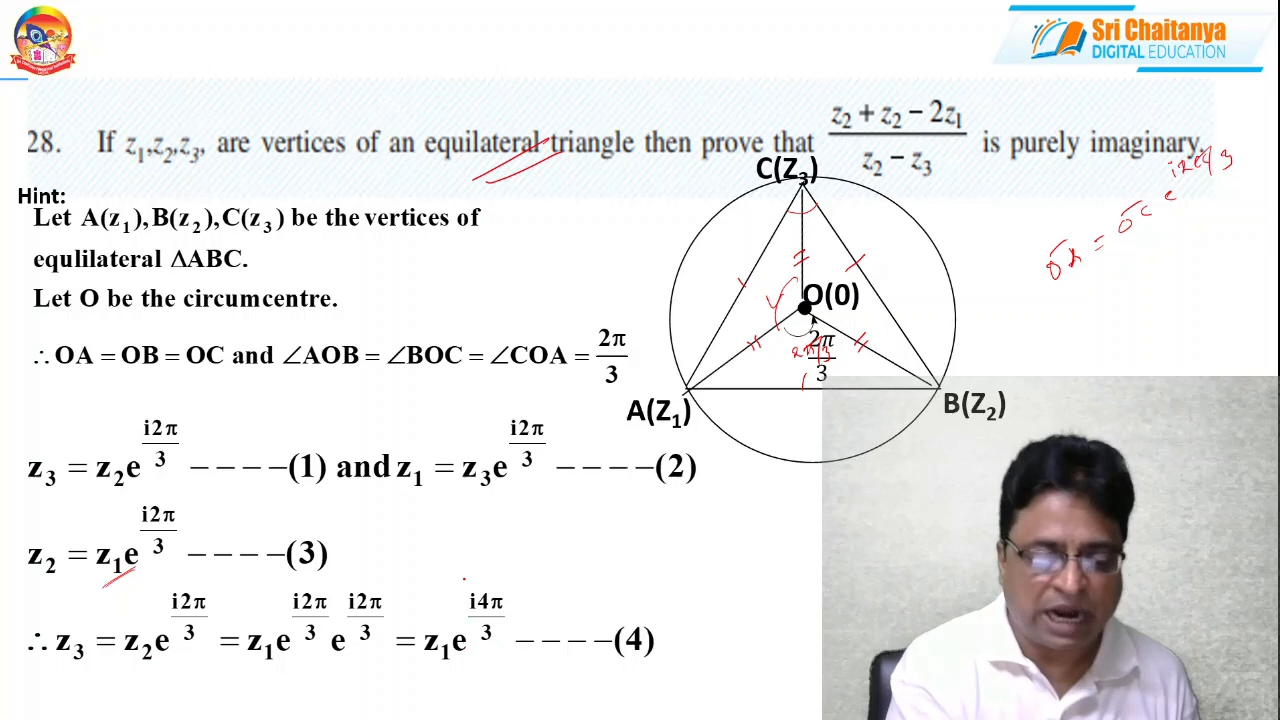 Sri Chaitanya
DIGITAL EDUCATION
28. If z₁,z₂,z₃, are vertices of an equilateral triangle then prove that (z₂ + z₂ − 2z₁)/(z₂ − z₃) is purely imaginary.
Hint:
Let A(z₁), B(z₂), C(z₃) be the vertices of
equlilateral ΔABC.
Let O be the circumcentre.
∴ OA = OB = OC and ∠AOB = ∠BOC = ∠COA = 2π/3
z₃ = z₂e^(i2π/3) −−−−(1) and z₁ = z₃e^(i2π/3) −−−−(2)
z₂ = z₁e^(i2π/3) −−−−(3)
∴ z₃ = z₂e^(i2π/3) = z₁e^(i2π/3) e^(i2π/3) = z₁e^(i4π/3) −−−−(4)
C(Z₃)
O(0)
2π/3
2π/3
A(Z₁)
B(Z₂)